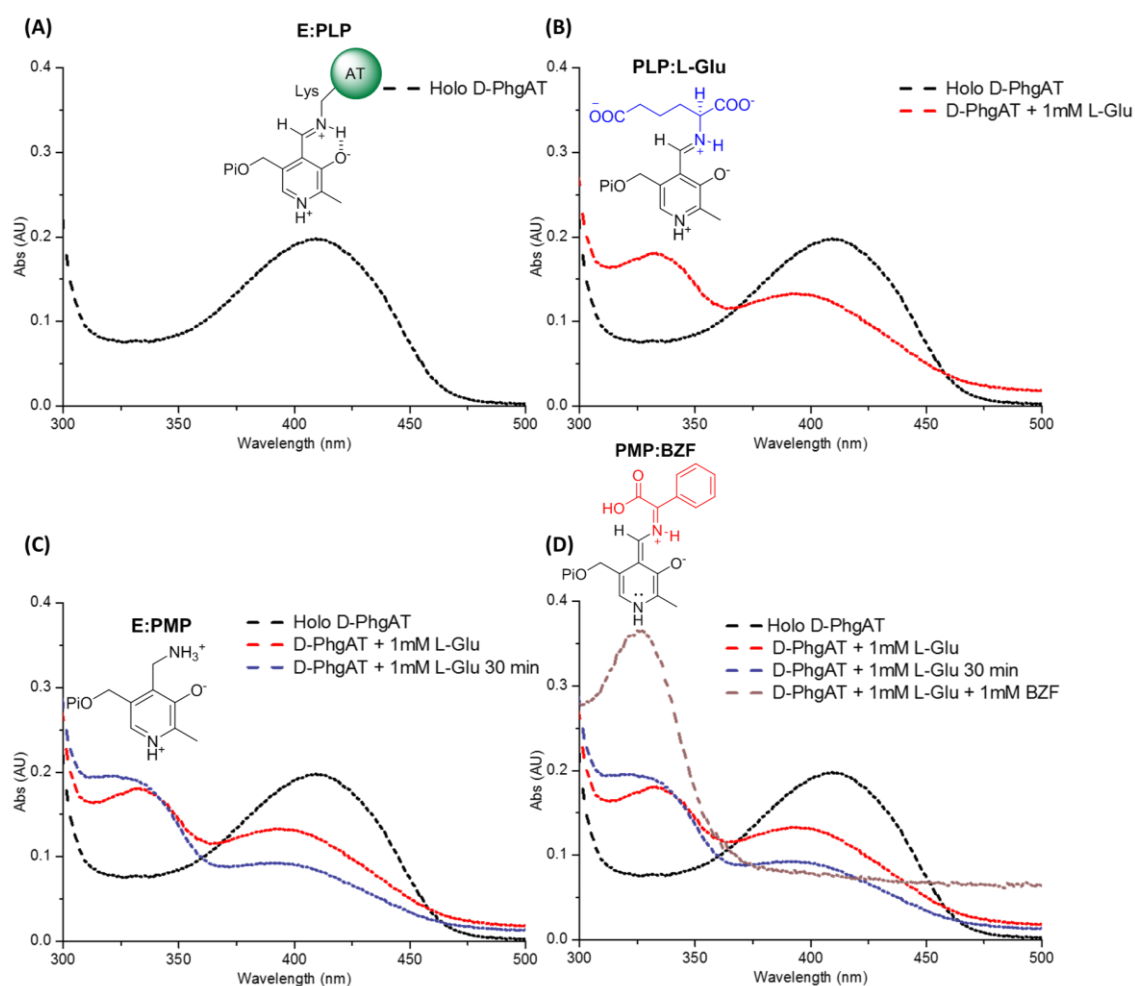 (A)
E:PLP
AT
Lys
Holo D-PhgAT
H
N
H
+
O-
PiO
N
H+
0.4
0.3
0.2
0.1
0.0
Abs (AU)
300 350 400 450 500
Wavelength (nm)
(B)
PLP:L-Glu
Holo D-PhgAT
D-PhgAT + 1mM L-Glu
-
OOC
H
COO-
H
N-H
+
O-
PiO
N
H+
0.4
0.3
0.2
0.1
0.0
Abs (AU)
300 350 400 450 500
Wavelength (nm)
(C)
E:PMP
Holo D-PhgAT
D-PhgAT + 1mM L-Glu
D-PhgAT + 1mM L-Glu 30 min
NH3+
O-
PiO
N
H+
0.4
0.3
0.2
0.1
0.0
Abs (AU)
300 350 400 450 500
Wavelength (nm)
(D)
PMP:BZF
O
HO
H
N-H
+
O-
PiO
N
H
Holo D-PhgAT
D-PhgAT + 1mM L-Glu
D-PhgAT + 1mM L-Glu 30 min
D-PhgAT + 1mM L-Glu + 1mM BZF
0.4
0.3
0.2
0.1
0.0
Abs (AU)
300 350 400 450 500
Wavelength (nm)